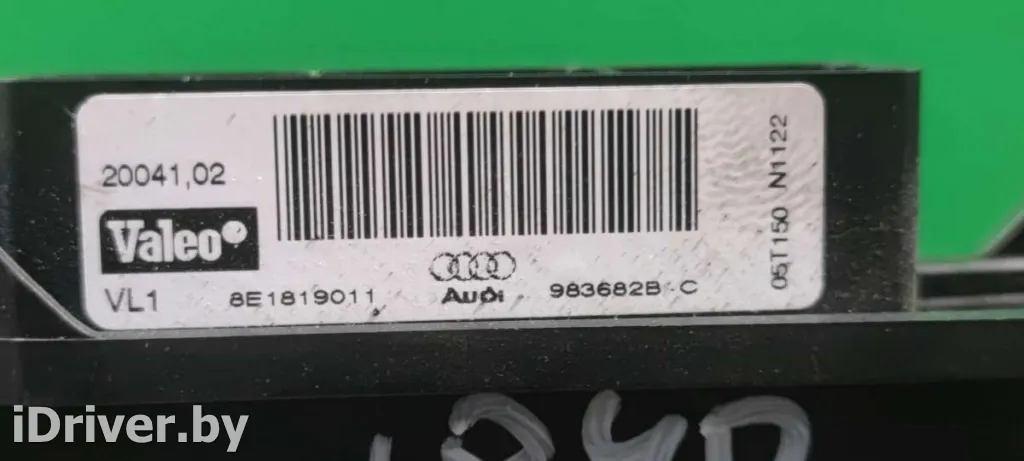 20041,02
Valeo
VL1
8E1819011
Audi
983682B C
05T150 N1122
iDriver.by